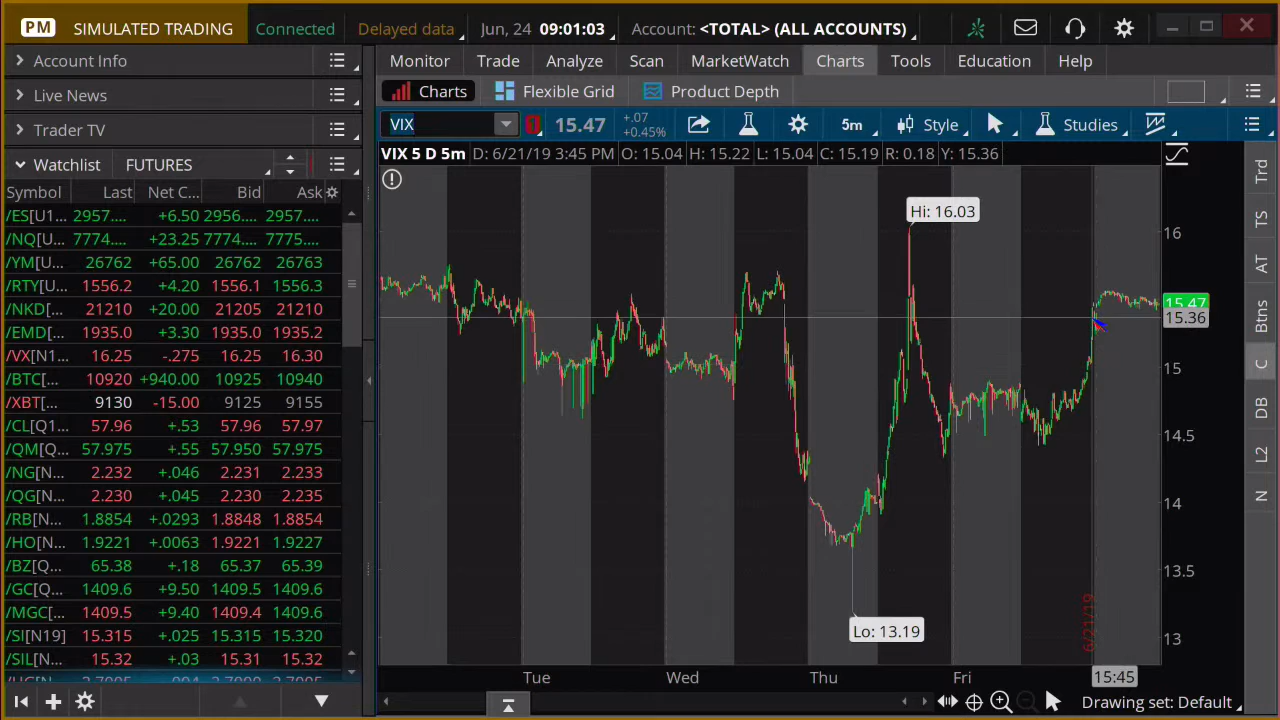 PM SIMULATED TRADING Connected Delayed data Jun, 24 09:01:03 Account: <TOTAL> (ALL ACCOUNTS)
Account Info
Live News
Trader TV
Watchlist FUTURES
Symbol Last Net C... Bid Ask
/ES[U1... 2957.... +6.50 2956.... 2957....
/NQ[U... 7774.... +23.25 7774.... 7775....
/YM[U... 26762 +65.00 26762 26763
/RTY[U... 1556.2 +4.20 1556.1 1556.3
/NKD[... 21210 +20.00 21205 21210
/EMD[... 1935.0 +3.30 1935.0 1935.2
/VX[N1... 16.25 -.275 16.25 16.30
/BTC[... 10920 +940.00 10925 10940
/XBT[... 9130 -15.00 9125 9155
/CL[Q1... 57.96 +.53 57.96 57.97
/QM[Q... 57.975 +.55 57.950 57.975
/NG[N... 2.232 +.046 2.231 2.233
/QG[N... 2.230 +.045 2.230 2.235
/RB[N... 1.8854 +.0293 1.8848 1.8854
/HO[N... 1.9221 +.0063 1.9221 1.9227
/BZ[Q... 65.38 +.18 65.37 65.39
/GC[Q... 1409.6 +9.50 1409.5 1409.6
/MGC[... 1409.5 +9.40 1409.4 1409.6
/SI[N19] 15.315 +.025 15.315 15.320
/SIL[N... 15.32 +.03 15.31 15.32
Monitor Trade Analyze Scan MarketWatch Charts Tools Education Help
Charts Flexible Grid Product Depth
VIX 15.47 +.07 +0.45% 5m Style Studies
VIX 5 D 5m D: 6/21/19 3:45 PM O: 15.04 H: 15.22 L: 15.04 C: 15.19 R: 0.18 Y: 15.36
Hi: 16.03
16
15.47
15.36
15
14.5
14
13.5
Lo: 13.19
13
6/21/19
Tue Wed Thu Fri 15:45
Drawing set: Default
Trd
TS
AT
Btns
C
DB
L2
N